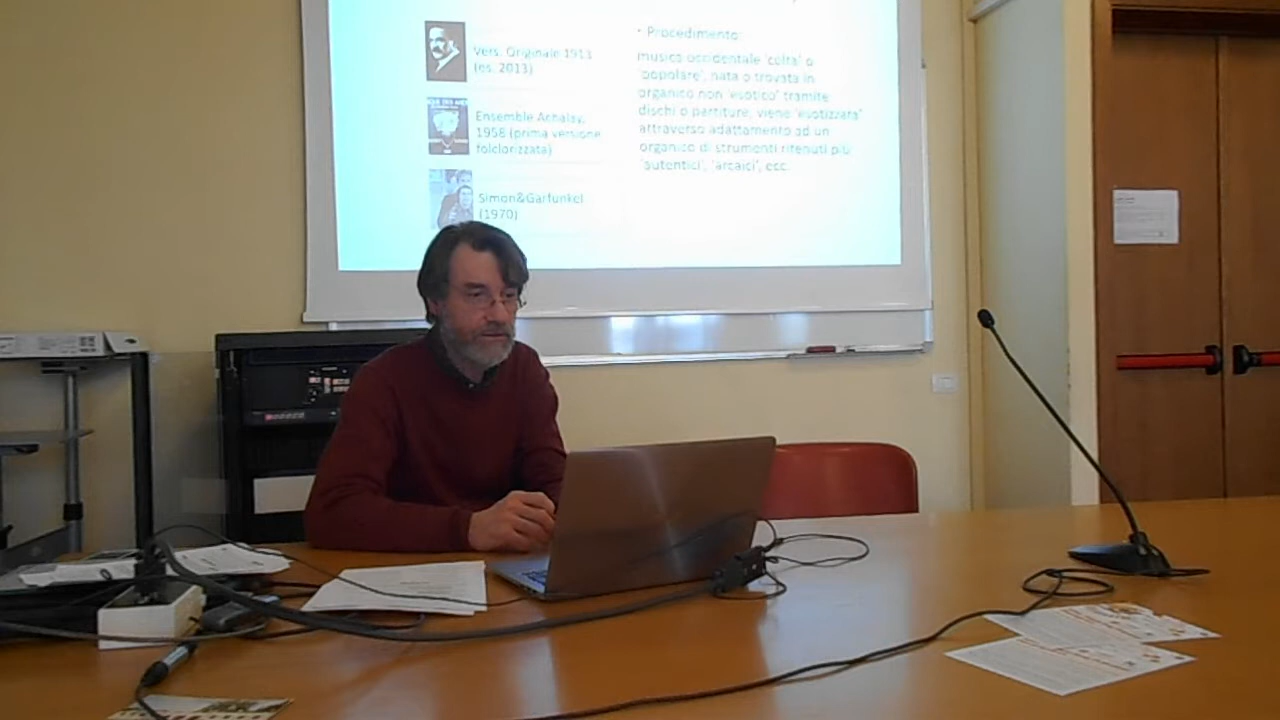 Vers. Originale 1913
(es. 2013)
Ensemble Achalay,
1958 (prima versione
folclorizzata)
Simon&Garfunkel
(1970)
• Procedimento:
musica occidentale 'colta' o
'popolare', nata o trovata in
organico non 'esotico' tramite
dischi o partiture, viene 'esotizzata'
attraverso adattamento ad un
organico di strumenti ritenuti più
'autentici', 'arcaici', ecc.